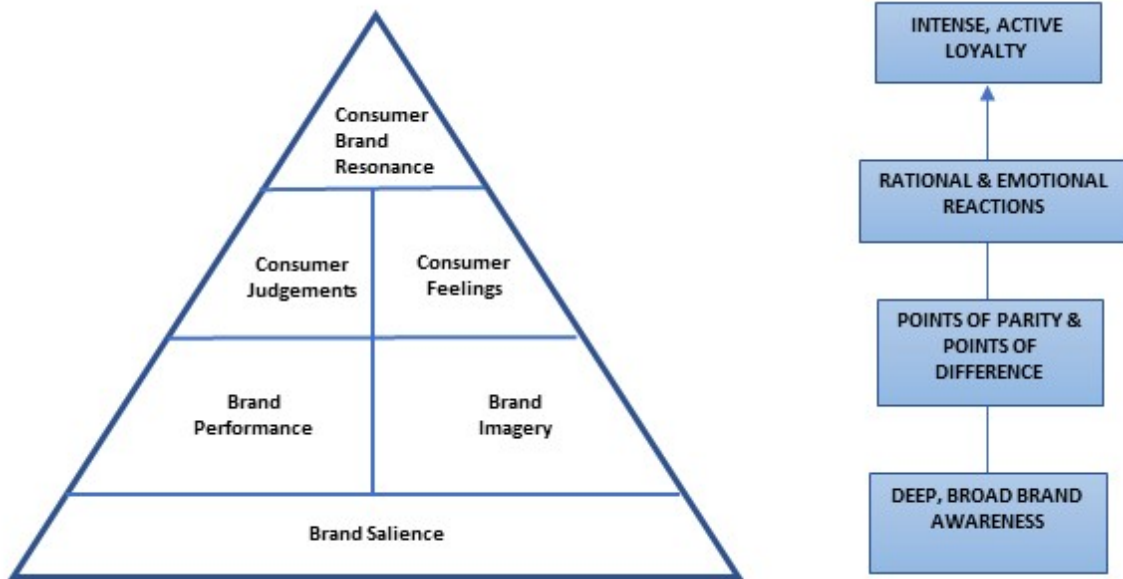 Consumer
Brand
Resonance
Consumer
Judgements
Consumer
Feelings
Brand
Performance
Brand
Imagery
Brand Salience
INTENSE, ACTIVE
LOYALTY
RATIONAL & EMOTIONAL
REACTIONS
POINTS OF PARITY &
POINTS OF
DIFFERENCE
DEEP, BROAD BRAND
AWARENESS